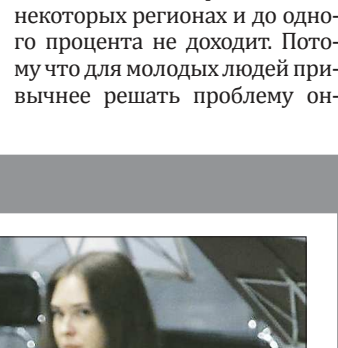 некоторых регионах и до одно-
го процента не доходит. Пото-
му что для молодых людей при-
вычнее решать проблему он-